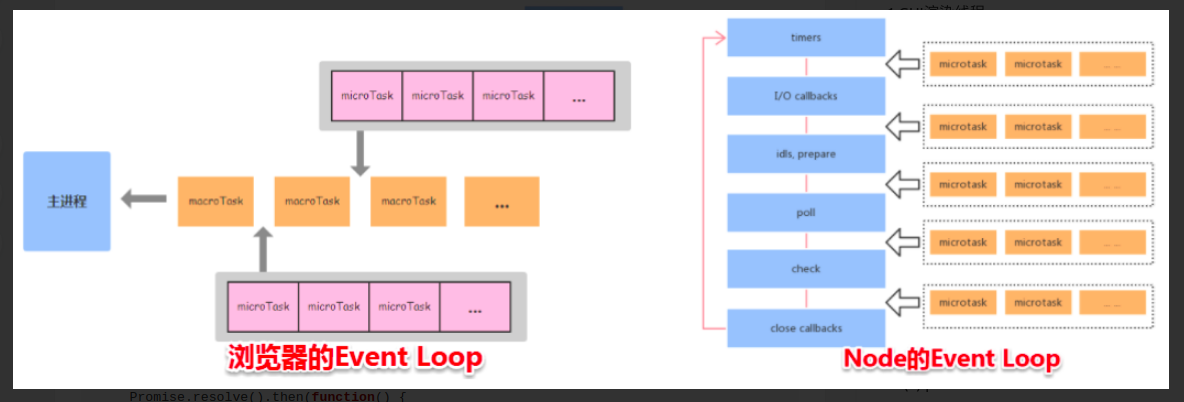 microTask microTask microTask ...
主进程
macroTask macroTask macroTask ...
microTask microTask microTask ...
浏览器的Event Loop
timers
I/O callbacks
idls, prepare
poll
check
close callbacks
microtask microtask ... ...
microtask microtask ... ...
microtask microtask ... ...
microtask microtask ... ...
microtask microtask ... ...
Node的Event Loop
Promise.resolve().then(function() {